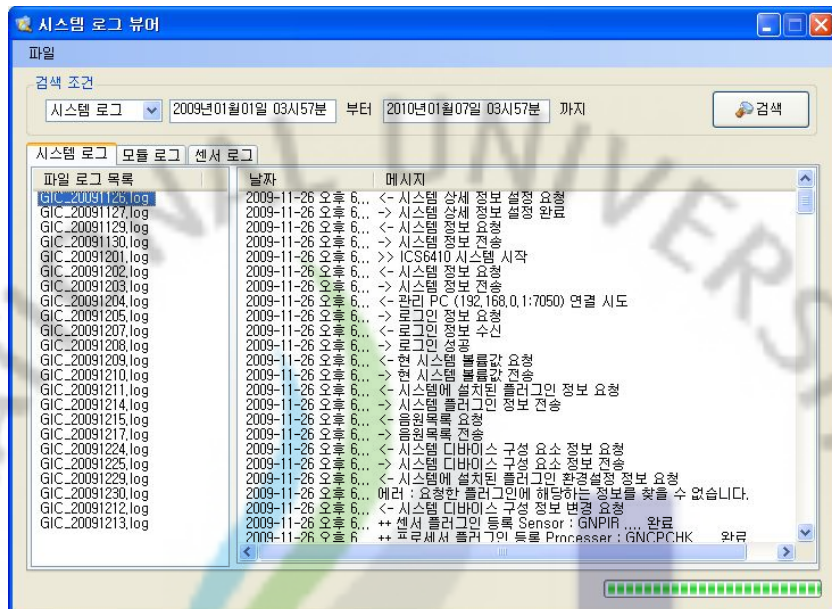 시스템 로그 뷰어
파일
검색 조건
시스템 로그 2009년01월01일 03시57분 부터 2010년01월07일 03시57분 까지 검색
시스템 로그 모듈 로그 센서 로그
파일 로그 목록
GIC_20091126.log
GIC_20091127.log
GIC_20091129.log
GIC_20091130.log
GIC_20091201.log
GIC_20091202.log
GIC_20091203.log
GIC_20091204.log
GIC_20091205.log
GIC_20091207.log
GIC_20091208.log
GIC_20091209.log
GIC_20091210.log
GIC_20091211.log
GIC_20091214.log
GIC_20091215.log
GIC_20091217.log
GIC_20091224.log
GIC_20091225.log
GIC_20091229.log
GIC_20091230.log
GIC_20091212.log
GIC_20091213.log
날짜 메시지
2009-11-26 오후 6... <- 시스템 상세 정보 설정 요청
2009-11-26 오후 6... -> 시스템 상세 정보 설정 완료
2009-11-26 오후 6... <- 시스템 정보 요청
2009-11-26 오후 6... -> 시스템 정보 전송
2009-11-26 오후 6... >> ICS6410 시스템 시작
2009-11-26 오후 6... <- 시스템 정보 요청
2009-11-26 오후 6... -> 시스템 정보 전송
2009-11-26 오후 6... <- 관리 PC (192.168.0.1:7050) 연결 시도
2009-11-26 오후 6... -> 로그인 정보 요청
2009-11-26 오후 6... <- 로그인 정보 수신
2009-11-26 오후 6... -> 로그인 성공
2009-11-26 오후 6... <- 현 시스템 볼륨값 요청
2009-11-26 오후 6... -> 현 시스템 볼륨값 전송
2009-11-26 오후 6... <- 시스템에 설치된 플러그인 정보 요청
2009-11-26 오후 6... -> 시스템 플러그인 정보 전송
2009-11-26 오후 6... <- 음원목록 요청
2009-11-26 오후 6... -> 음원목록 전송
2009-11-26 오후 6... <- 시스템 디바이스 구성 요소 정보 요청
2009-11-26 오후 6... -> 시스템 디바이스 구성 요소 정보 전송
2009-11-26 오후 6... <- 시스템에 설치된 플러그인 환경설정 정보 요청
2009-11-26 오후 6... 에러 : 요청한 플러그인에 해당하는 정보를 찾을 수 없습니다.
2009-11-26 오후 6... <- 시스템 디바이스 구성 정보 변경 요청
2009-11-26 오후 6... ++ 센서 플러그인 등록 Sensor : GNPIR .... 완료
2009-11-26 오후 6... ++ 프로세서 플러그인 등록 Processer : GNCPCHK .... 완료